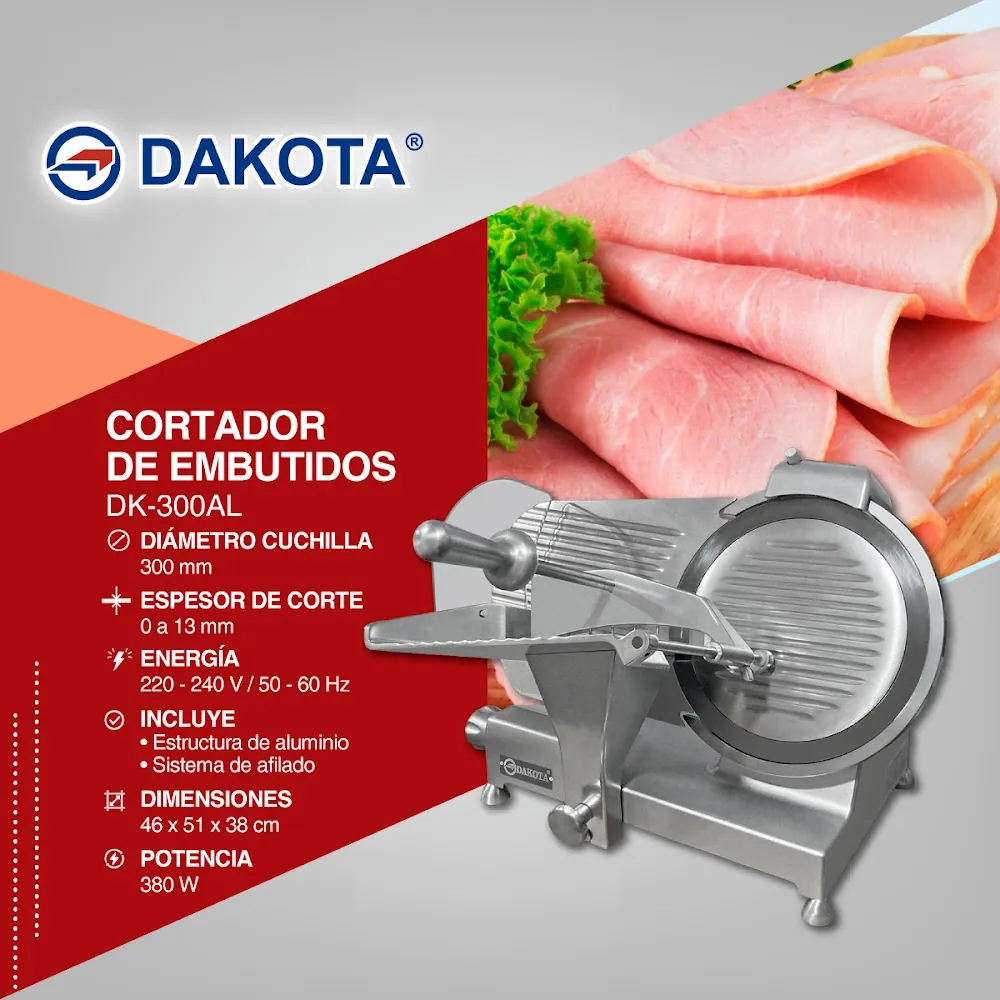 DAKOTA®
CORTADOR
DE EMBUTIDOS
DK-300AL
DIÁMETRO CUCHILLA
300 mm
ESPESOR DE CORTE
0 a 13 mm
ENERGÍA
220 - 240 V / 50 - 60 Hz
INCLUYE
• Estructura de aluminio
• Sistema de afilado
DIMENSIONES
46 x 51 x 38 cm
POTENCIA
380 W
DAKOTA®